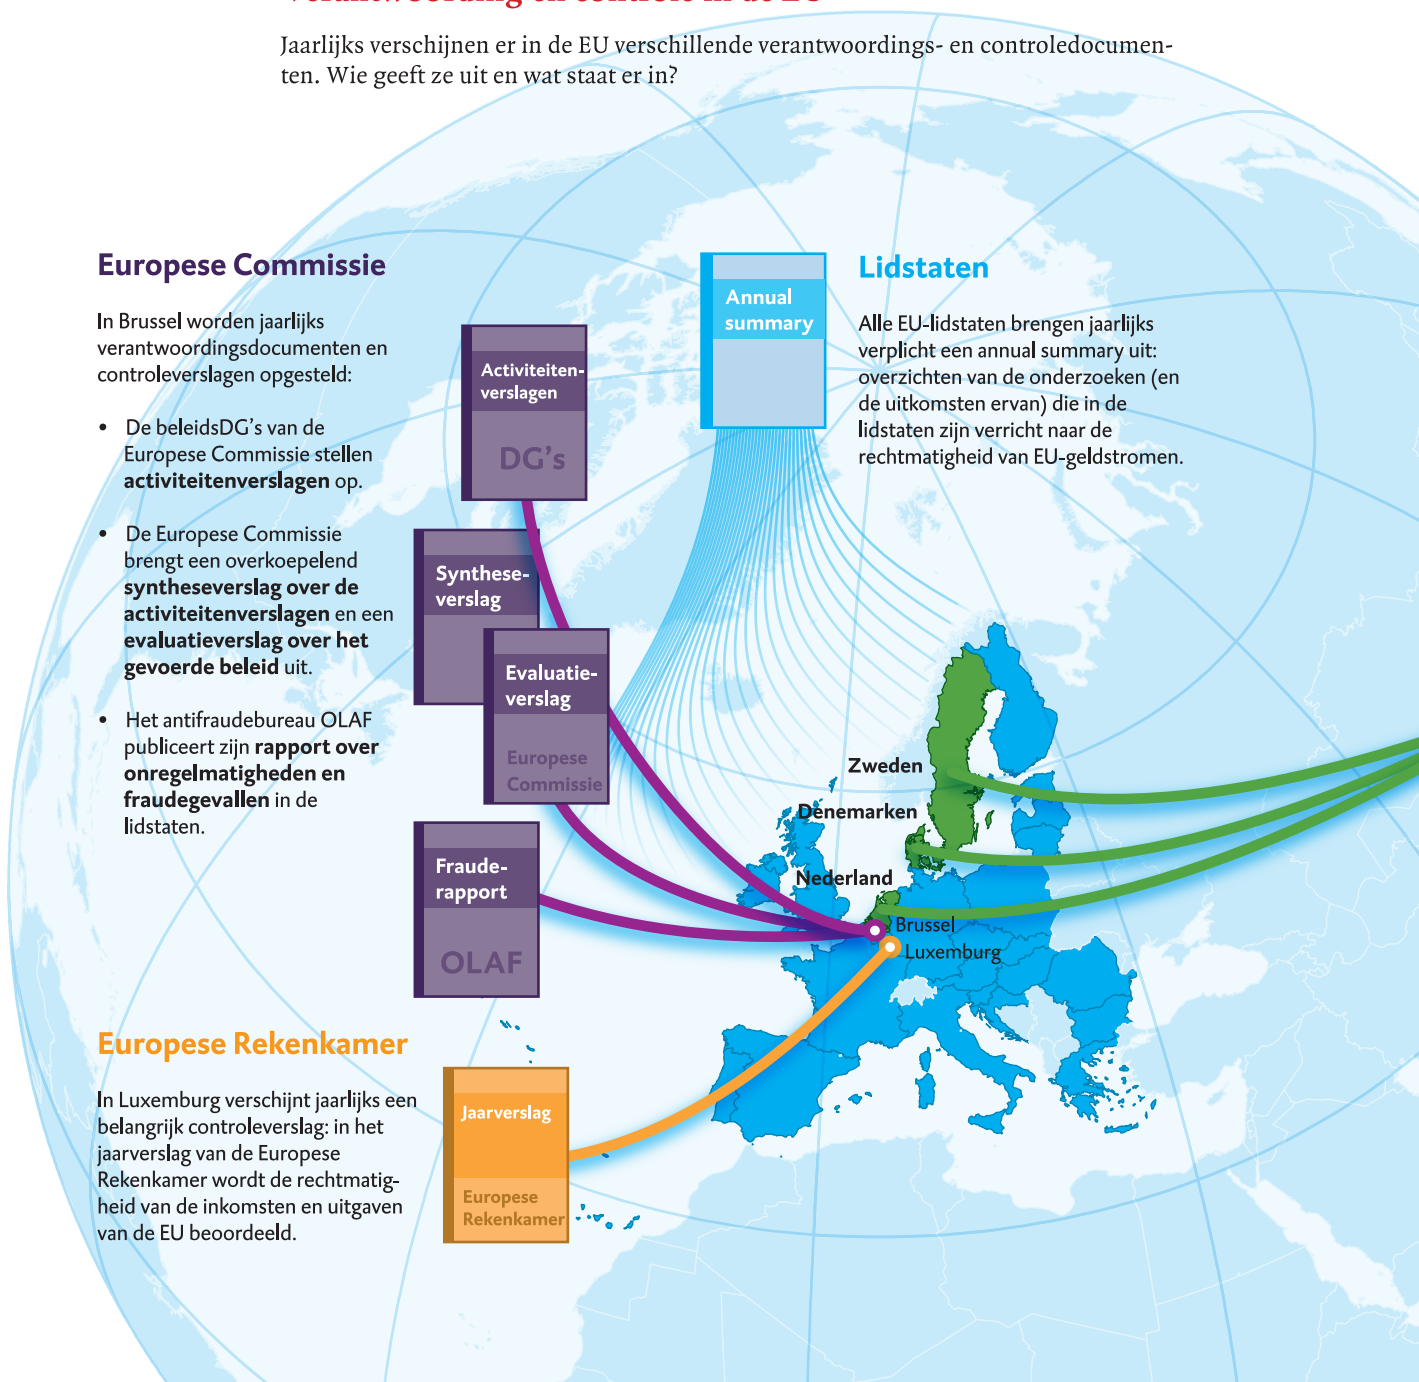 Verantwoording en controle in de EU
Jaarlijks verschijnen er in de EU verschillende verantwoordings- en controledocumen-
ten. Wie geeft ze uit en wat staat er in?
Europese Commissie
In Brussel worden jaarlijks
verantwoordingsdocumenten en
controleverslagen opgesteld:
• De beleidsDG's van de
Europese Commissie stellen
activiteitenverslagen op.
• De Europese Commissie
brengt een overkoepelend
syntheseverslag over de
activiteitenverslagen en een
evaluatieverslag over het
gevoerde beleid uit.
• Het antifraudebureau OLAF
publiceert zijn rapport over
onregelmatigheden en
fraudegevallen in de
lidstaten.
Activiteiten-
verslagen
DG's
Synthese-
verslag
Evaluatie-
verslag
Europese
Commissie
Fraude-
rapport
OLAF
Annual
summary
Lidstaten
Alle EU-lidstaten brengen jaarlijks
verplicht een annual summary uit:
overzichten van de onderzoeken (en
de uitkomsten ervan) die in de
lidstaten zijn verricht naar de
rechtmatigheid van EU-geldstromen.
Zweden
Denemarken
Nederland
Brussel
Luxemburg
Europese Rekenkamer
In Luxemburg verschijnt jaarlijks een
belangrijk controleverslag: in het
jaarverslag van de Europese
Rekenkamer wordt de rechtmatig-
heid van de inkomsten en uitgaven
van de EU beoordeeld.
Jaarverslag
Europese
Rekenkamer